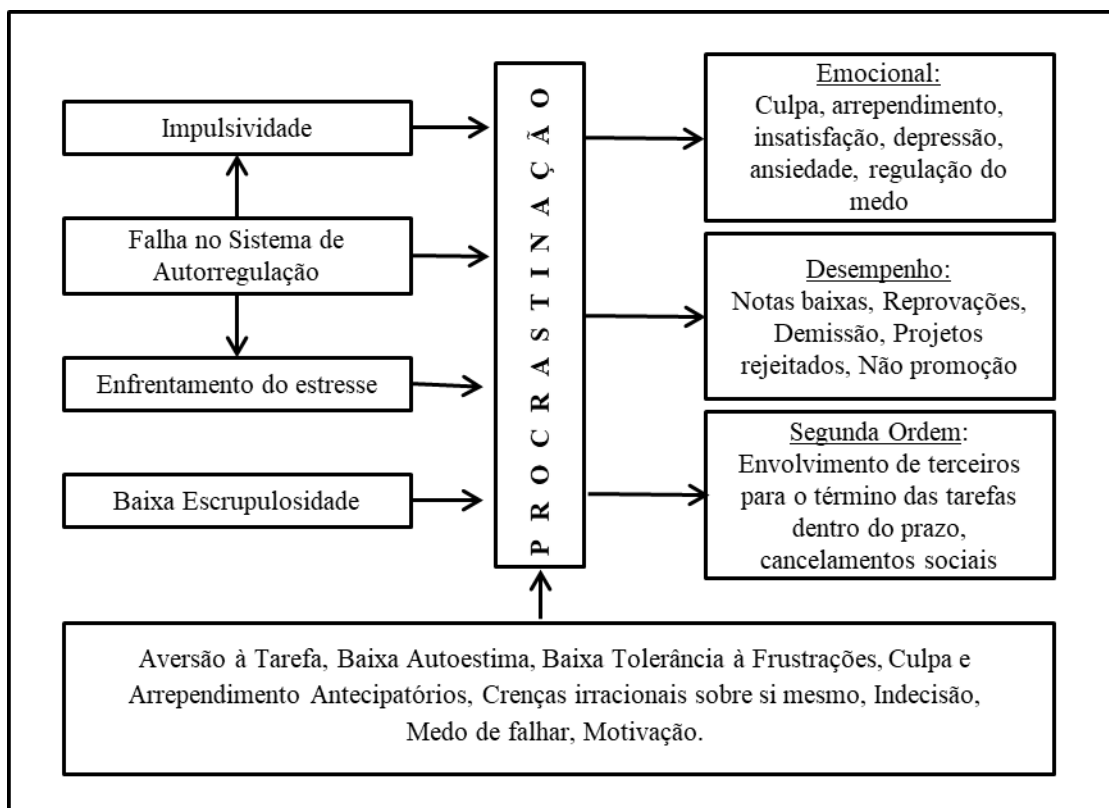 Impulsividade
Falha no Sistema de
Autorregulação
Enfrentamento do estresse
Baixa Escrupulosidade
PROCRASTINAÇÃO
Emocional:
Culpa, arrependimento,
insatisfação, depressão,
ansiedade, regulação do
medo
Desempenho:
Notas baixas, Reprovações,
Demissão, Projetos
rejeitados, Não promoção
Segunda Ordem:
Envolvimento de terceiros
para o término das tarefas
dentro do prazo,
cancelamentos sociais
Aversão à Tarefa, Baixa Autoestima, Baixa Tolerância à Frustrações, Culpa e
Arrependimento Antecipatórios, Crenças irracionais sobre si mesmo, Indecisão,
Medo de falhar, Motivação.